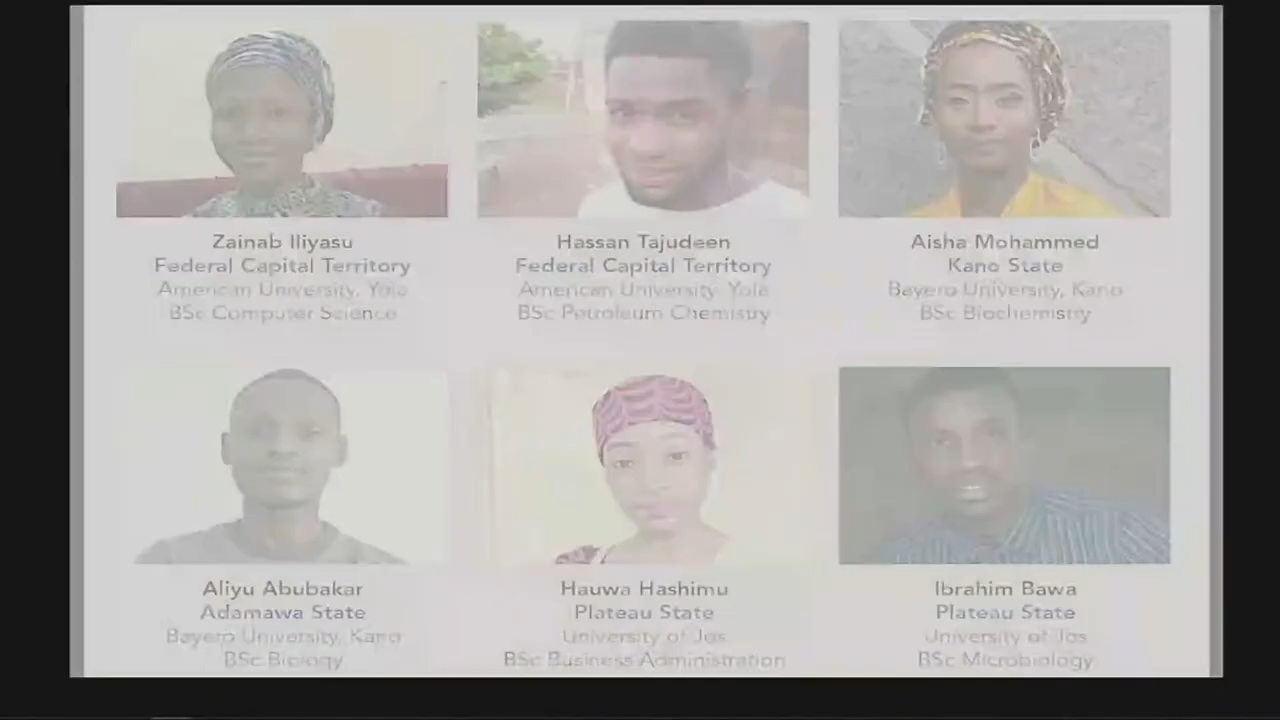 Zainab Iliyasu
Federal Capital Territory
American University, Yola
BSc Computer Science
Hassan Tajudeen
Federal Capital Territory
American University, Yola
BSc Petroleum Chemistry
Aisha Mohammed
Kano State
Bayero University, Kano
BSc Biochemistry
Aliyu Abubakar
Adamawa State
Bayero University, Kano
BSc Biology
Hauwa Hashimu
Plateau State
University of Jos
BSc Business Administration
Ibrahim Bawa
Plateau State
University of Jos
BSc Microbiology